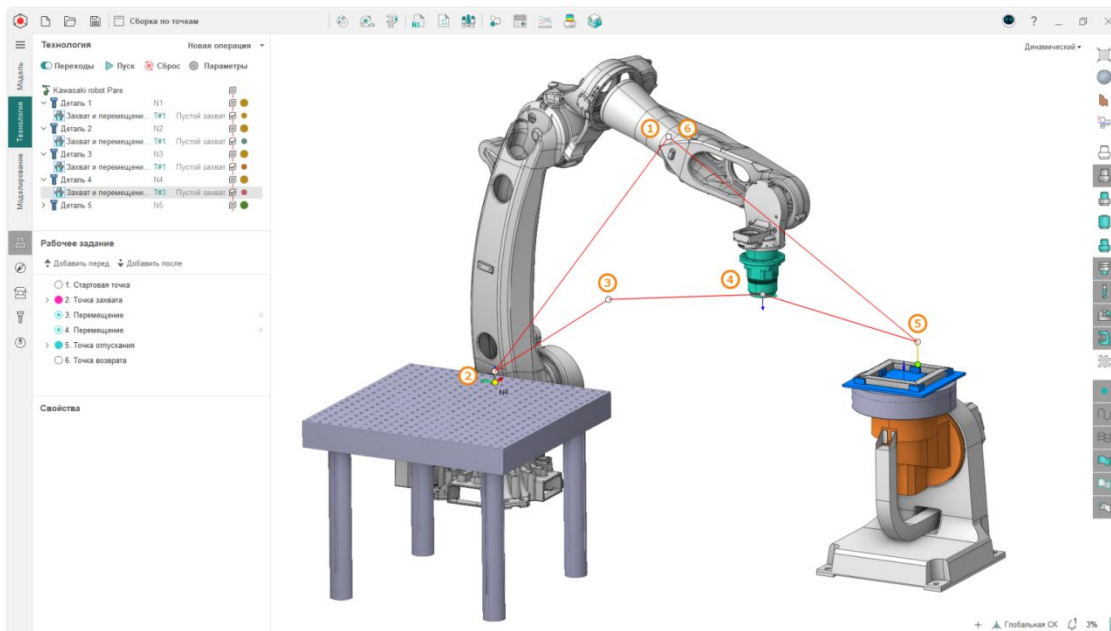 Сборка по точкам
N1
?
Технология
Новая операция
Переходы Пуск Сброс Параметры
Kawasaki robot Pare
Деталь 1 N1
Захват и перемещени... T#1 Пустой захват
Деталь 2 N2
Захват и перемещени... T#1 Пустой захват
Деталь 3 N3
Захват и перемещени... T#1 Пустой захват
Деталь 4 N4
Захват и перемещени... T#3 Пустой захват
Деталь 5 N5
Модель
Технология
Моделирование
Рабочее задание
Добавить перед Добавить после
1. Стартовая точка
2. Точка захвата
3. Перемещение
4. Перемещение
5. Точка отпускания
6. Точка возврата
Свойства
Динамический
1 6
3
4
5
2
N4
Глобальная СК 3%